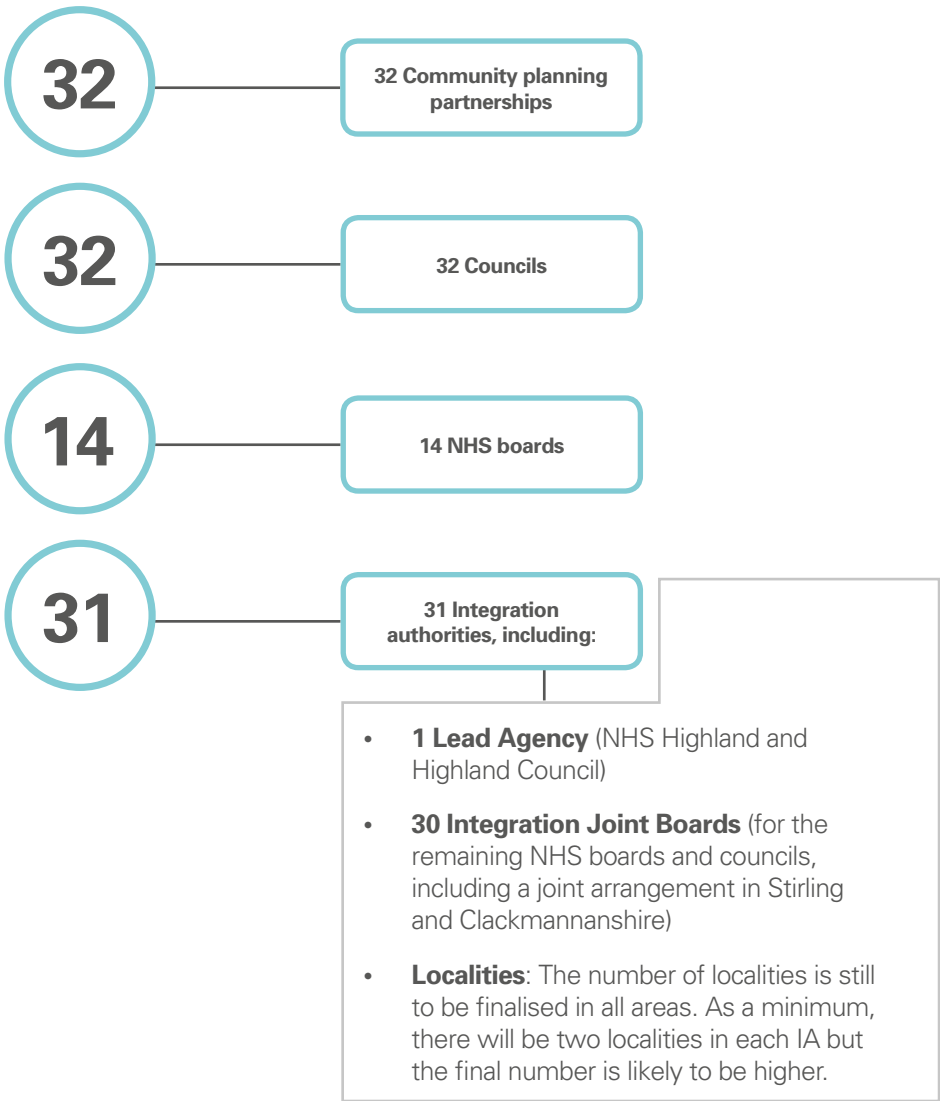 32
32 Community planning
partnerships
32
32 Councils
14
14 NHS boards
31
31 Integration
authorities, including:
• 1 Lead Agency (NHS Highland and
Highland Council)
• 30 Integration Joint Boards (for the
remaining NHS boards and councils,
including a joint arrangement in Stirling
and Clackmannanshire)
• Localities: The number of localities is still
to be finalised in all areas. As a minimum,
there will be two localities in each IA but
the final number is likely to be higher.